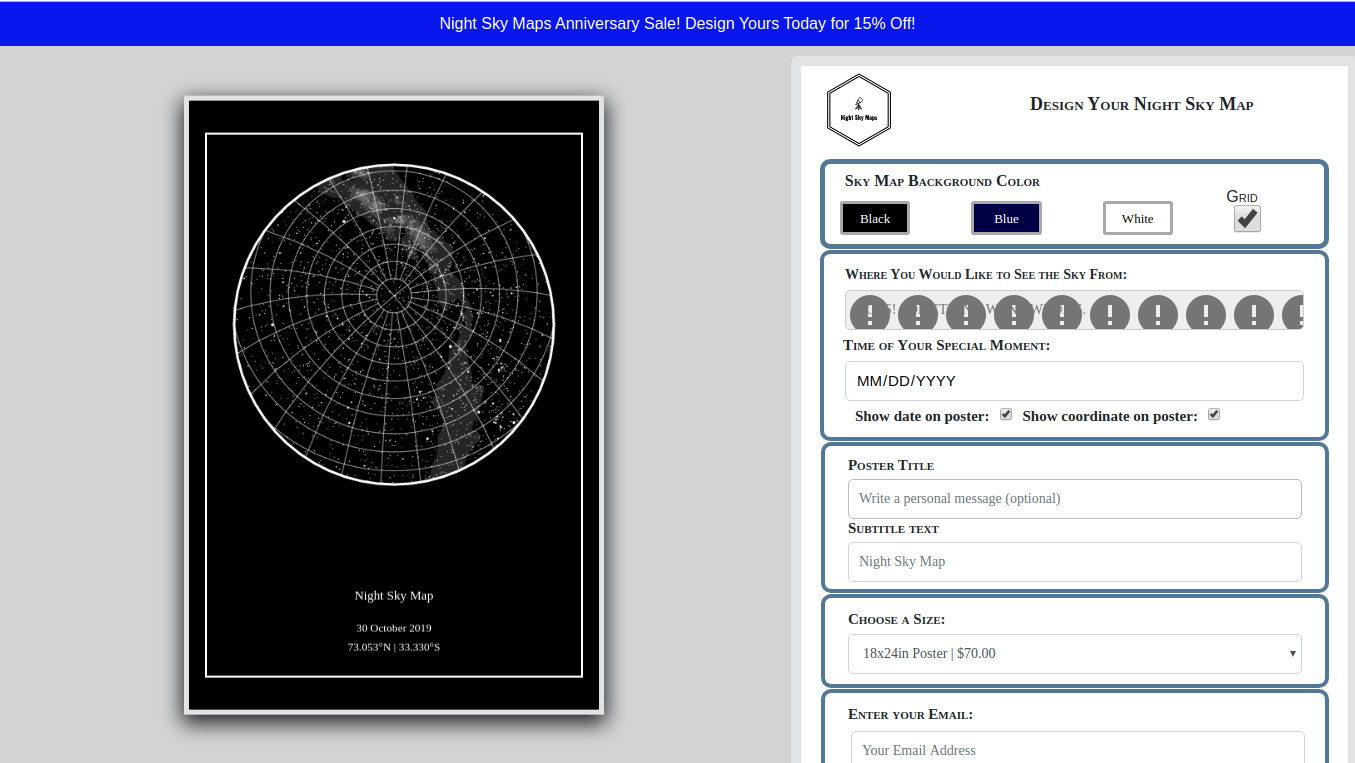 Night Sky Maps Anniversary Sale! Design Yours Today for 15% Off!
Night Sky Map
30 October 2019
73.053°N | 33.330°S
Night Sky Maps
Design Your Night Sky Map
Sky Map Background Color
Grid
Black
Blue
White
Where You Would Like to See the Sky From:
Time of Your Special Moment:
MM/DD/YYYY
Show date on poster:
Show coordinate on poster:
Poster Title
Write a personal message (optional)
Subtitle text
Night Sky Map
Choose a Size:
18x24in Poster | $70.00
Enter your Email:
Your Email Address